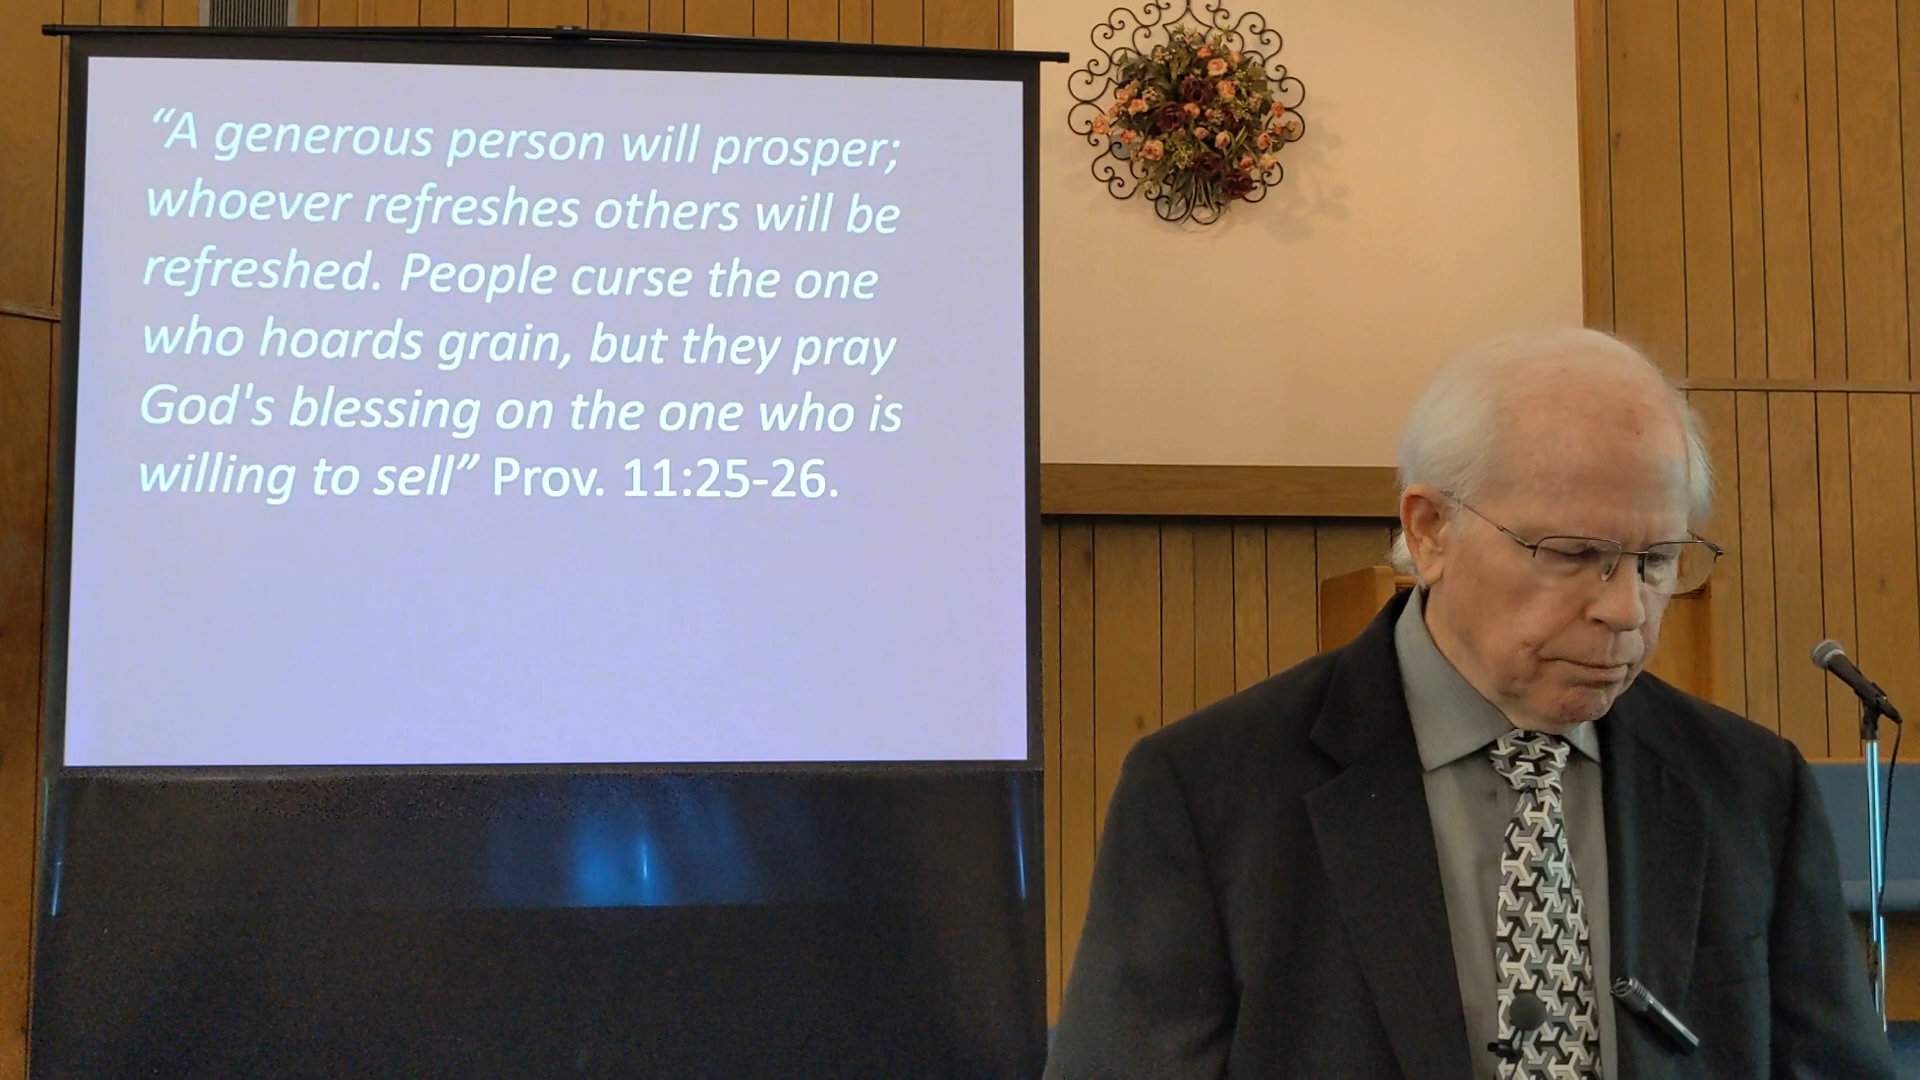 “A generous person will prosper;
whoever refreshes others will be
refreshed. People curse the one
who hoards grain, but they pray
God's blessing on the one who is
willing to sell” Prov. 11:25-26.